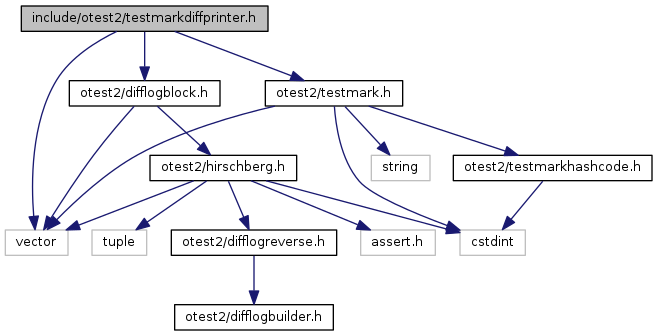 include/otest2/testmarkdiffprinter.h
otest2/difflogblock.h
otest2/testmark.h
otest2/hirschberg.h
string
otest2/testmarkhashcode.h
vector
tuple
otest2/difflogreverse.h
assert.h
cstdint
otest2/difflogbuilder.h